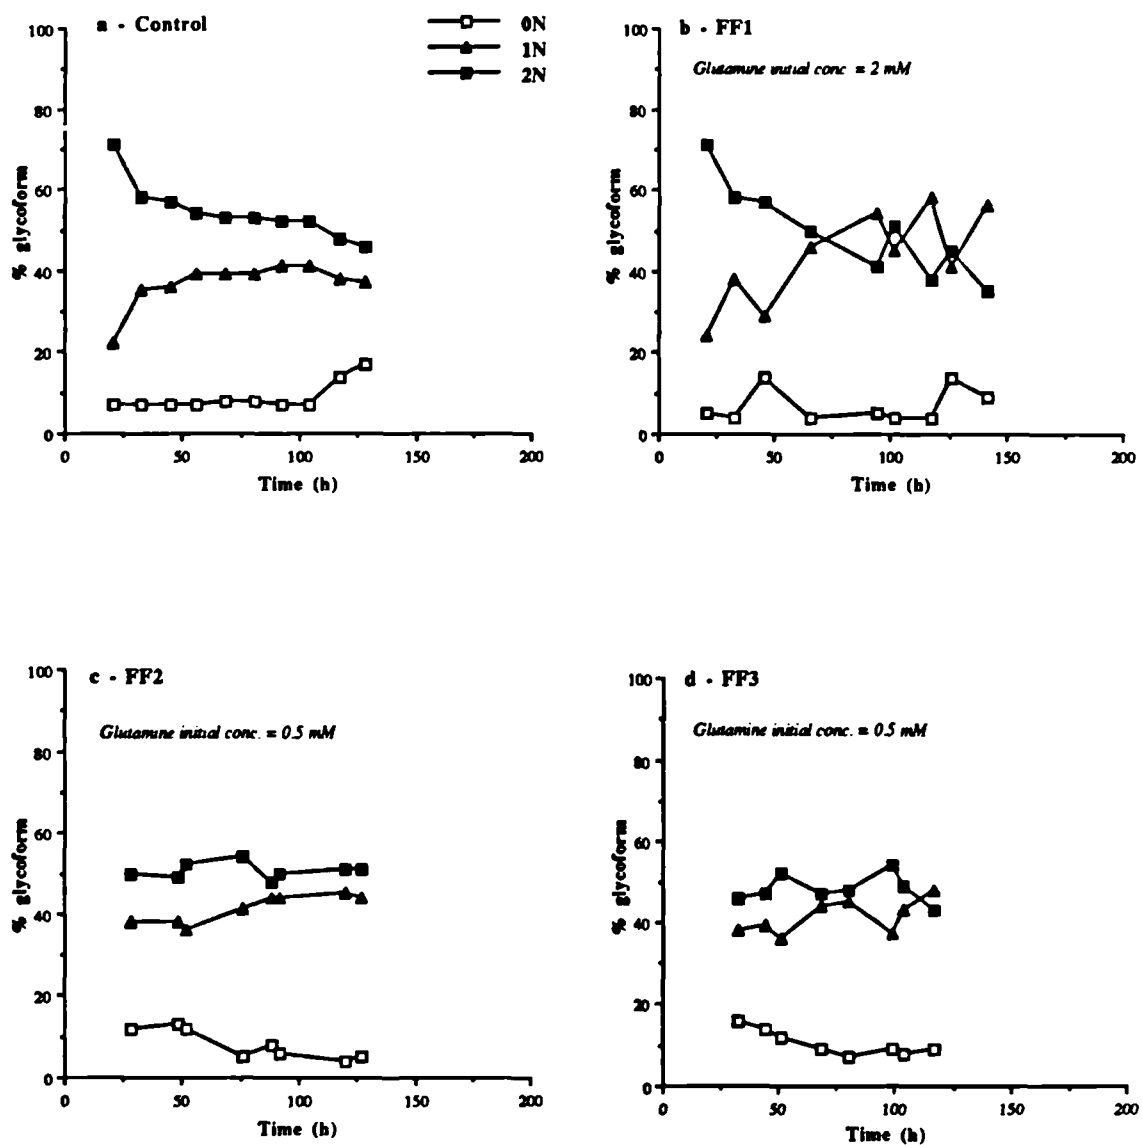 a - Control
0N
1N
2N
100
80
60
40
20
0
% glycoform
0
50
100
150
200
Time (h)
b - FF1
Glutamine initial conc = 2 mM
100
80
60
40
20
0
% glycoform
0
50
100
150
200
Time (h)
c - FF2
Glutamine initial conc. = 0.5 mM
100
80
60
40
20
0
% glycoform
0
50
100
150
200
Time (h)
d - FF3
Glutamine initial conc. = 0.5 mM
100
80
60
40
20
0
% glycoform
0
50
100
150
200
Time (h)